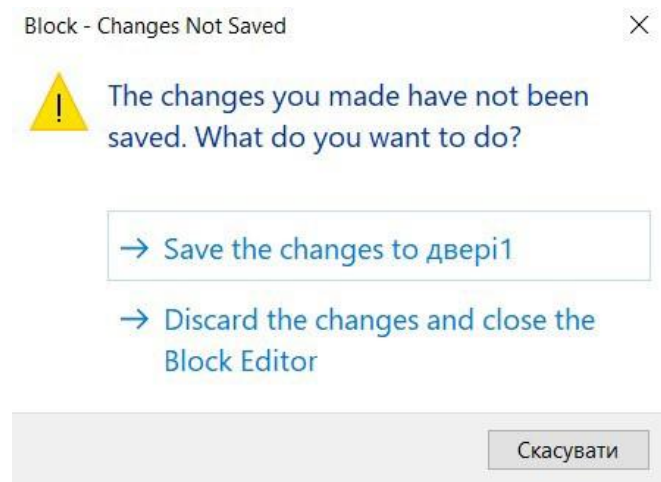 Block - Changes Not Saved
The changes you made have not been
saved. What do you want to do?
Save the changes to двері1
Discard the changes and close the
Block Editor
Скасувати